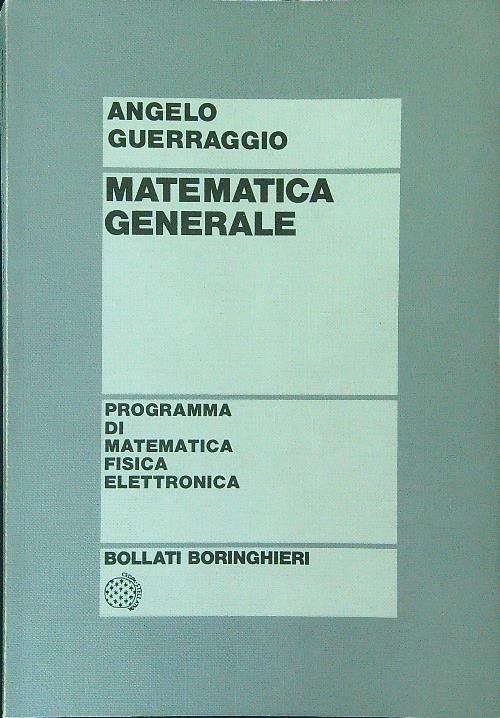 ANGELO
GUERRAGGIO
MATEMATICA
GENERALE
PROGRAMMA
DI
MATEMATICA
FISICA
ELETTRONICA
BOLLATI BORINGHIERI